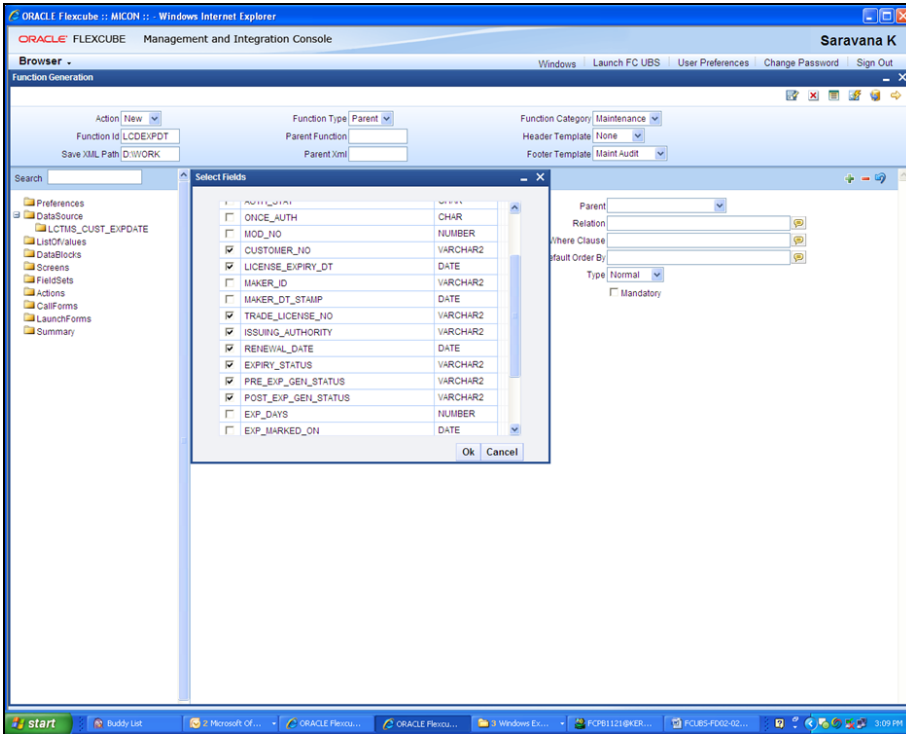 ORACLE Flexcube :: MICON :: - Windows Internet Explorer
ORACLE FLEXCUBE Management and Integration Console Saravana K
Browser Windows Launch FC UBS User Preferences Change Password Sign Out
Function Generation
Action New Function Type Parent Function Category Maintenance
Function Id LCDEXPDT Parent Function Header Template None
Save XML Path D:\WORK Parent Xml Footer Template Maint Audit
Search
Preferences
DataSource
LCTMS_CUST_EXPDATE
ListOfValues
DataBlocks
Screens
FieldSets
Actions
CallForms
LaunchForms
Summary
Select Fields
AUTH_STAT CHAR
ONCE_AUTH CHAR
MOD_NO NUMBER
CUSTOMER_NO VARCHAR2
LICENSE_EXPIRY_DT DATE
MAKER_ID VARCHAR2
MAKER_DT_STAMP DATE
TRADE_LICENSE_NO VARCHAR2
ISSUING_AUTHORITY VARCHAR2
RENEWAL_DATE DATE
EXPIRY_STATUS VARCHAR2
PRE_EXP_GEN_STATUS VARCHAR2
POST_EXP_GEN_STATUS VARCHAR2
EXP_DAYS NUMBER
EXP_MARKED_ON DATE
Ok Cancel
Parent
Relation
Where Clause
efault Order By
Type Normal
Mandatory
start Buddy List 2 Microsoft Of... ORACLE Flexcu... ORACLE Flexcu... 3 Windows Ex... FCPB1121@KER... FCUBS-FD02-02... 3:09 PM